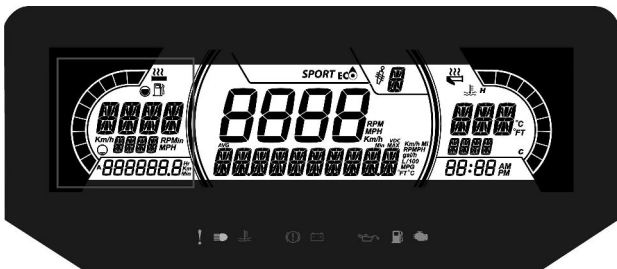 SPORT ECO
H
°C
°FT
Km/h
RPMin
MPH
8888
RPM
MPH
Km/h
AVG
Min
VDC
MAX
Km/h MI
RPMPH
gal/h
L/100
MPG
°FT°C
C
A
888888.8
Hr
Km
88:88
AM
PM